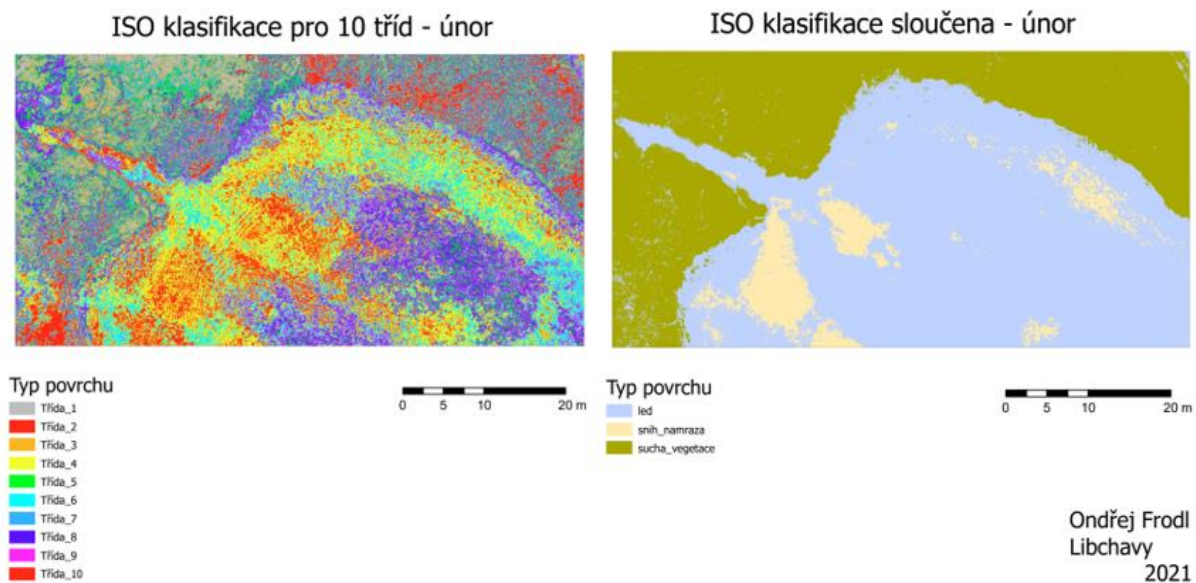 ISO klasifikace pro 10 tříd - únor
Typ povrchu
Třída_1
Třída_2
Třída_3
Třída_4
Třída_5
Třída_6
Třída_7
Třída_8
Třída_9
Třída_10
0 5 10 20 m
ISO klasifikace sloučena - únor
Typ povrchu
led
snih_namraza
sucha_vegetace
0 5 10 20 m
Ondřej Frodl
Libchavy
2021